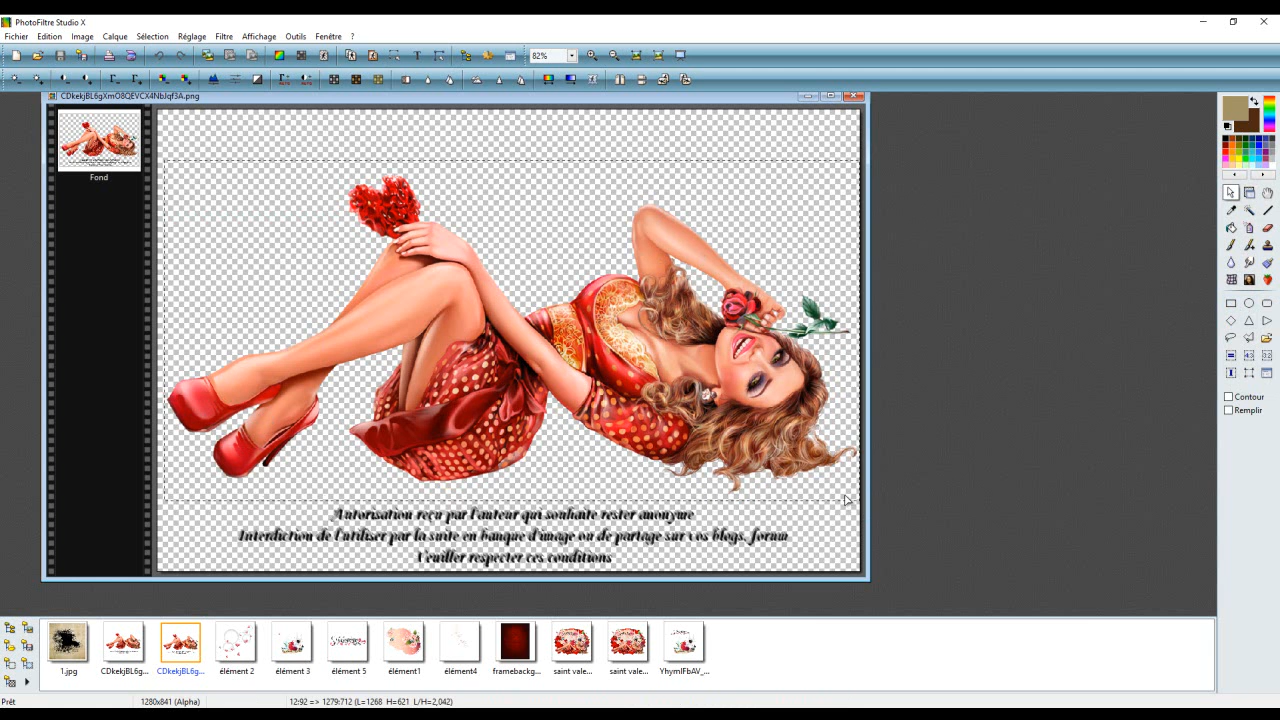 PhotoFiltre Studio X
Fichier Edition Image Calque Sélection Réglage Filtre Affichage Outils Fenêtre ?
82%
CDkekjBL6gXmO8QEVCX4NbJqf3A.png
Fond
Autorisation reçu par l'auteur qui souhaite rester anonyme
Interdiction de l'utiliser par la suite en banque d'image ou de partage sur vos blogs, forum
Veuiller respecter ces conditions
Contour
Remplir
1.jpg CDkekjBL6g... CDkekjBL6g... élément 2 élément 3 élément 5 élément1 élément4 framebackg... saint vale... saint vale... YhymIFbAV_...
Prêt 1280x841 (Alpha) 12:92 => 1279:712 (L=1268 H=621 L/H=2,042)